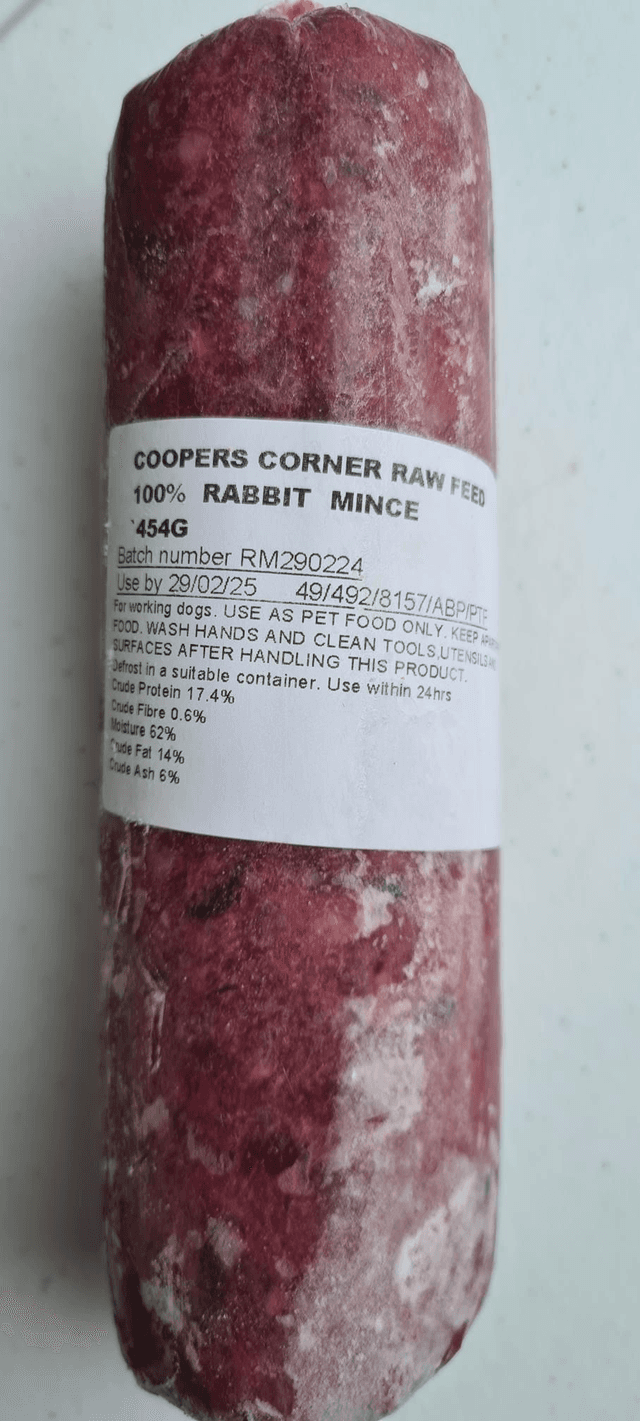 COOPERS CORNER RAW FEED
100% RABBIT MINCE
`454G
Batch number RM290224
Use by 29/02/25 49/492/8157/ABP/PTF
For working dogs. USE AS PET FOOD ONLY. KEEP
FOOD. WASH HANDS AND CLEAN TOOLS,UTENSILS
SURFACES AFTER HANDLING THIS PRODUCT.
Defrost in a suitable container. Use within 24hrs
Crude Protein 17.4%
Crude Fibre 0.6%
Moisture 62%
Crude Fat 14%
Crude Ash 6%